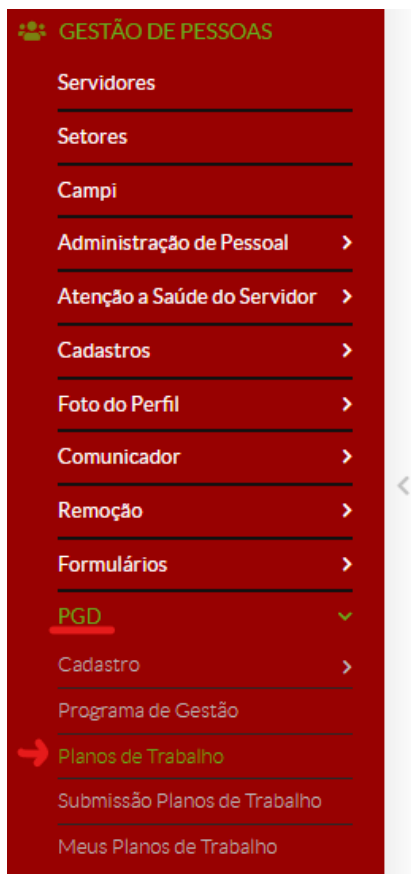 GESTÃO DE PESSOAS
Servidores
Setores
Campi
Administração de Pessoal
Atenção a Saúde do Servidor
Cadastros
Foto do Perfil
Comunicador
Remoção
Formulários
PGD
Cadastro
Programa de Gestão
Planos de Trabalho
Submissão Planos de Trabalho
Meus Planos de Trabalho